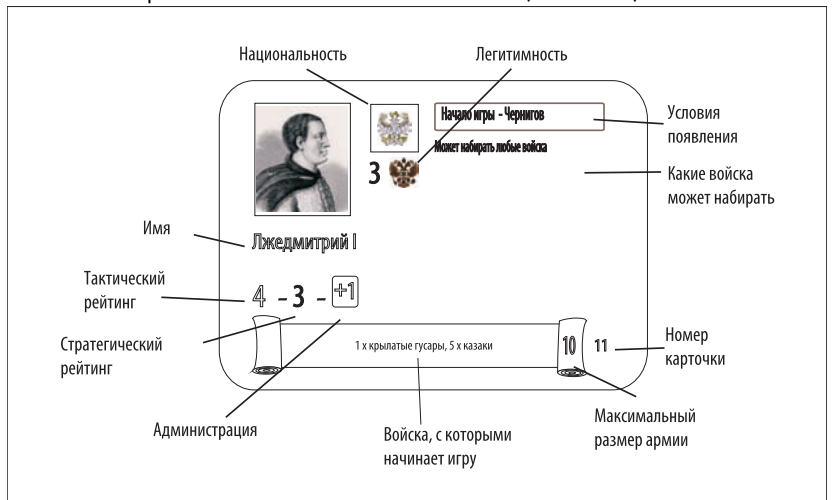 Национальность
Легитимность
Начало игры - Чернигов
Может набирать любые войска
3
Условия
появления
Какие войска
может набирать
Имя
Лжедмитрий I
Тактический
рейтинг
4 - 3 - +1
Стратегический
рейтинг
1 х крылатые гусары, 5 х казаки
10
11
Номер
карточки
Администрация
Войска, с которыми
начинает игру
Максимальный
размер армии